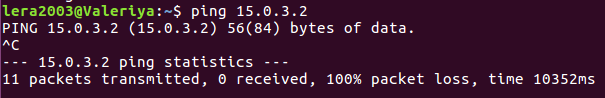 lera2003@Valeriya:~$ ping 15.0.3.2
PING 15.0.3.2 (15.0.3.2) 56(84) bytes of data.
^C
--- 15.0.3.2 ping statistics ---
11 packets transmitted, 0 received, 100% packet loss, time 10352ms